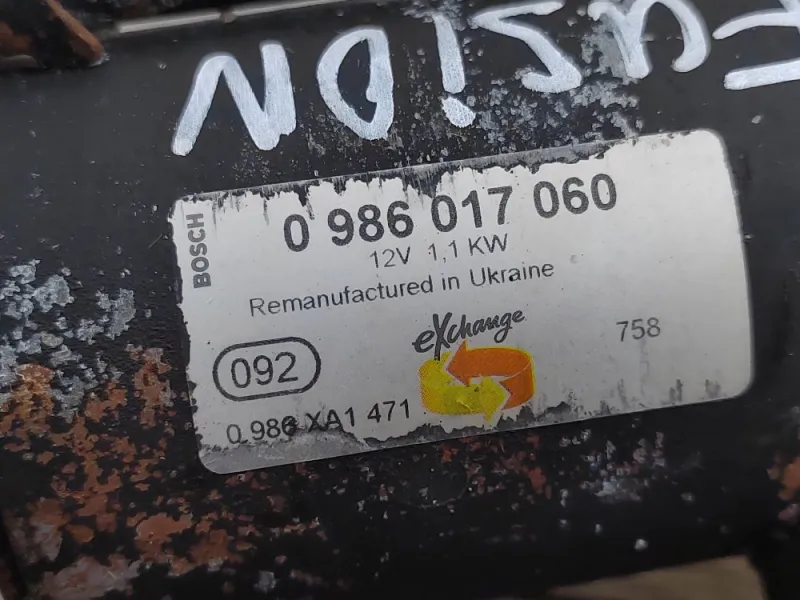 FUSION
BOSCH
0 986 017 060
12V 1,1 KW
Remanufactured in Ukraine
eXchange
758
092
0 986 XA1 471